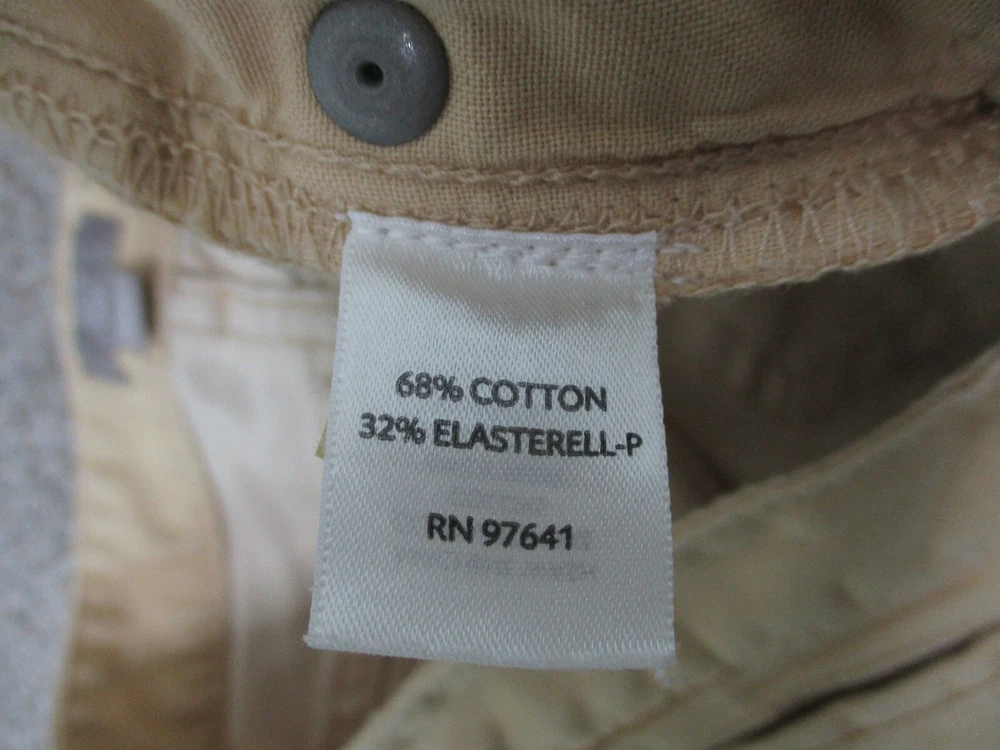 68% COTTON
32% ELASTERELL-P
RN 97641